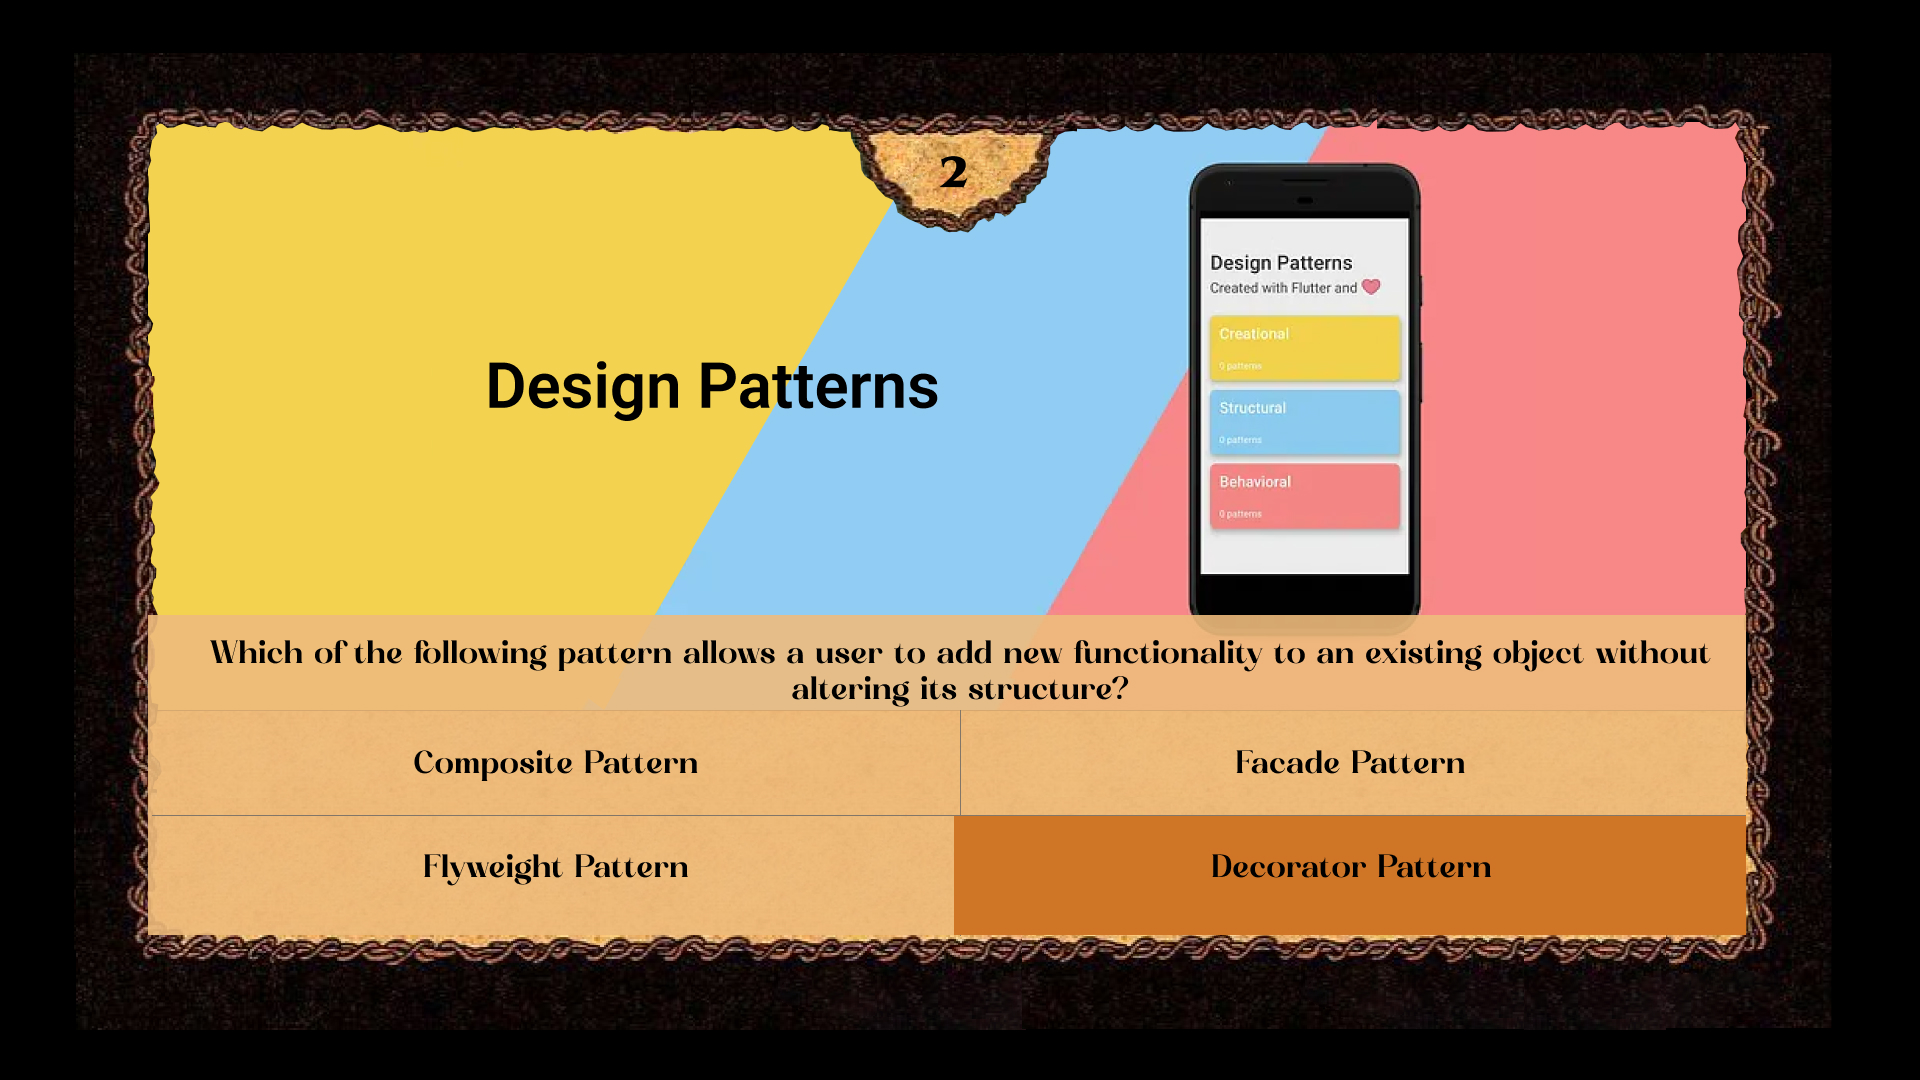 2
Design Patterns
Design Patterns
Created with Flutter and
Creational
0 patterns
Structural
0 patterns
Behavioral
0 patterns
Which of the following pattern allows a user to add new functionality to an existing object without
altering its structure?
Composite Pattern
Facade Pattern
Flyweight Pattern
Decorator Pattern